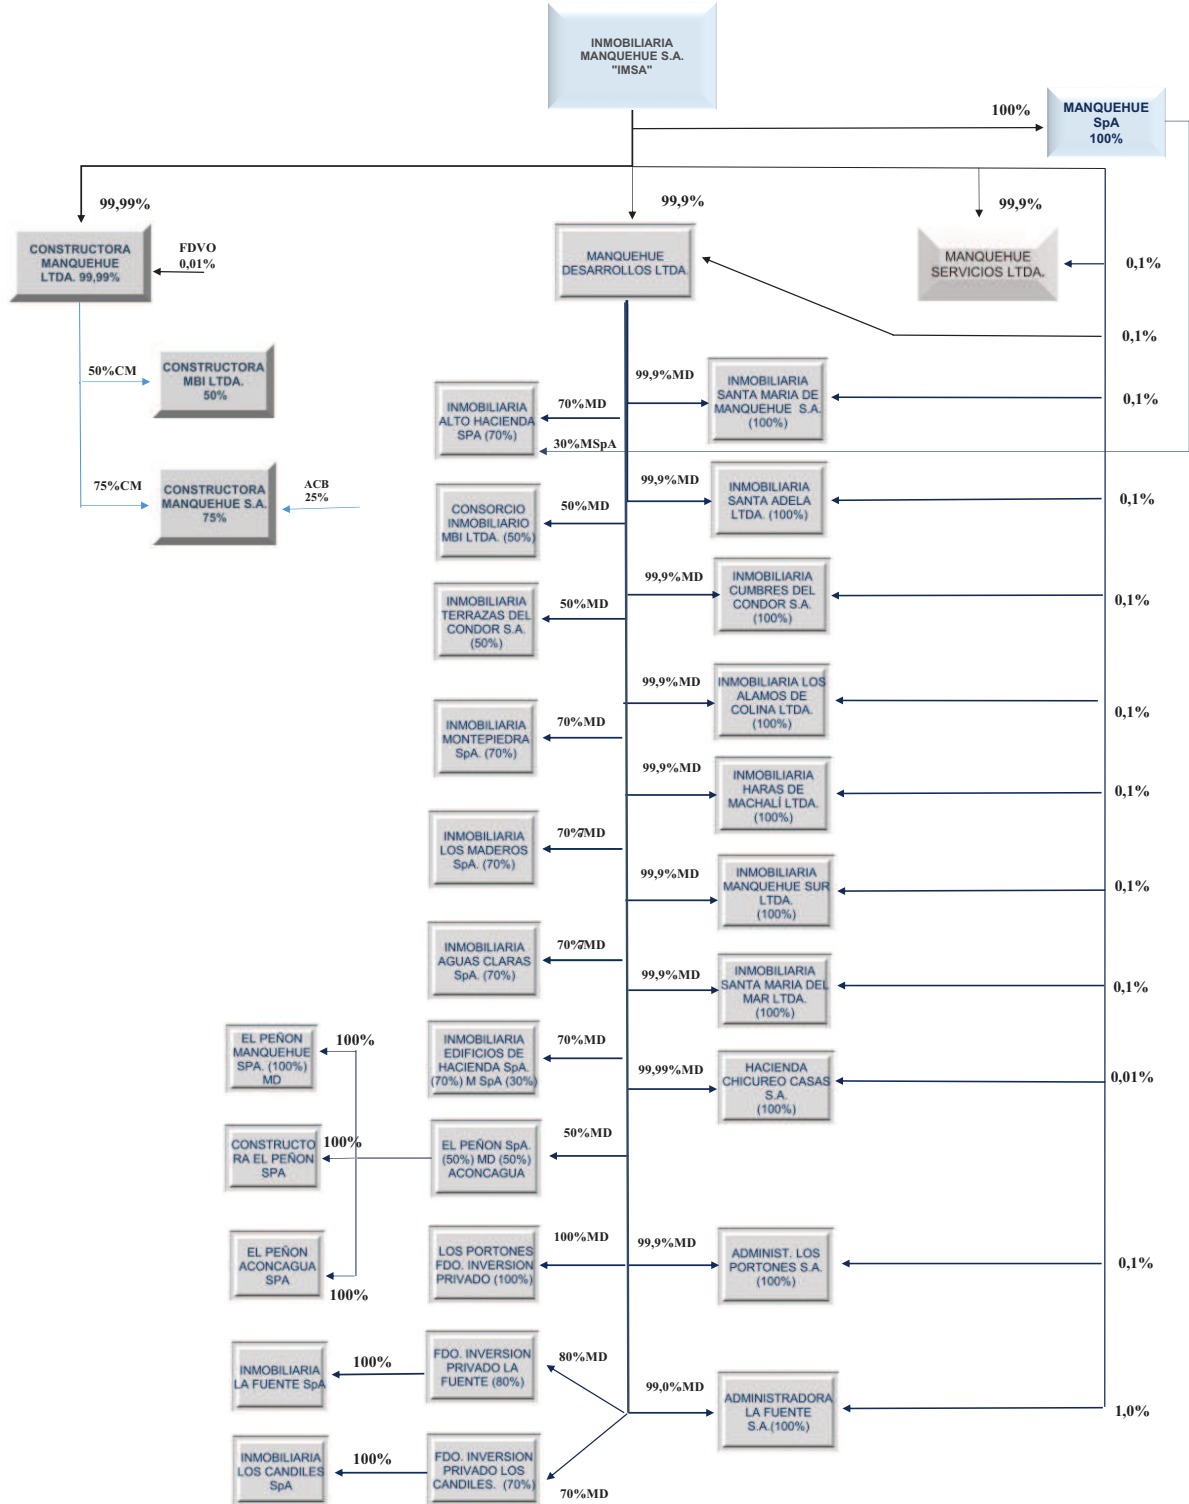 INMOBILIARIA
MANQUEHUE S.A.
"IMSA"
100%
MANQUEHUE
SpA
100%
99,99%
99,9%
99,9%
CONSTRUCTORA
MANQUEHUE
LTDA. 99,99%
FDVO
0,01%
MANQUEHUE
DESARROLLOS LTDA.
MANQUEHUE
SERVICIOS LTDA.
0,1%
0,1%
50%CM
CONSTRUCTORA
MBI LTDA.
50%
75%CM
CONSTRUCTORA
MANQUEHUE S.A.
75%
ACB
25%
99,9%MD
INMOBILIARIA
SANTA MARIA DE
MANQUEHUE S.A.
(100%)
0,1%
INMOBILIARIA
ALTO HACIENDA
SPA (70%)
70%MD
30%MSpA
99,9%MD
INMOBILIARIA
SANTA ADELA
LTDA. (100%)
0,1%
CONSORCIO
INMOBILIARIO
MBI LTDA. (50%)
50%MD
99,9%MD
INMOBILIARIA
CUMBRES DEL
CONDOR S.A.
(100%)
0,1%
INMOBILIARIA
TERRAZAS DEL
CONDOR S.A.
(50%)
50%MD
99,9%MD
INMOBILIARIA LOS
ALAMOS DE
COLINA LTDA.
(100%)
0,1%
INMOBILIARIA
MONTEPIEDRA
SpA. (70%)
70%MD
99,9%MD
INMOBILIARIA
HARAS DE
MACHALÍ LTDA.
(100%)
0,1%
INMOBILIARIA
LOS MADEROS
SpA. (70%)
70%7MD
99,9%MD
INMOBILIARIA
MANQUEHUE SUR
LTDA.
(100%)
0,1%
INMOBILIARIA
AGUAS CLARAS
SpA. (70%)
70%7MD
99,9%MD
INMOBILIARIA
SANTA MARIA DEL
MAR LTDA.
(100%)
0,1%
EL PEÑON
MANQUEHUE
SPA. (100%)
MD
100%
INMOBILIARIA
EDIFICIOS DE
HACIENDA SpA.
(70%) M SpA (30%)
70%MD
99,99%MD
HACIENDA
CHICUREO CASAS
S.A.
(100%)
0,01%
CONSTRUCTO
RA EL PEÑON
SPA
100%
EL PEÑON SpA.
(50%) MD (50%)
ACONCAGUA
50%MD
EL PEÑON
ACONCAGUA
SPA
100%
LOS PORTONES
FDO. INVERSION
PRIVADO (100%)
100%MD
99,9%MD
ADMINIST. LOS
PORTONES S.A.
(100%)
0,1%
INMOBILIARIA
LA FUENTE SpA
100%
FDO. INVERSION
PRIVADO LA
FUENTE (80%)
80%MD
99,0%MD
ADMINISTRADORA
LA FUENTE
S.A.(100%)
1,0%
INMOBILIARIA
LOS CANDILES
SpA
100%
FDO. INVERSION
PRIVADO LOS
CANDILES. (70%)
70%MD